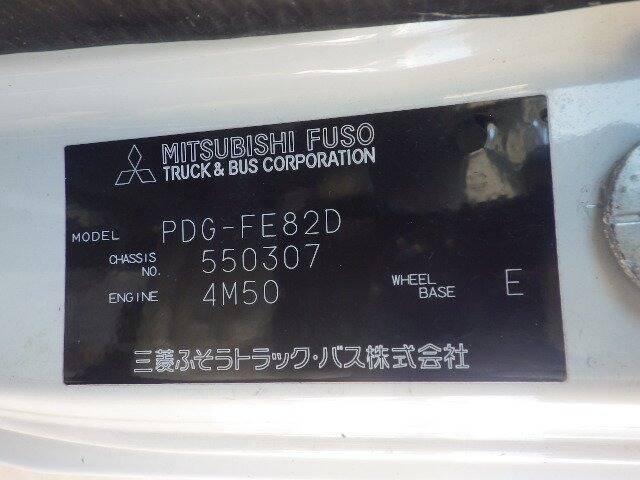 MITSUBISHI FUSO
TRUCK & BUS CORPORATION
MODEL PDG-FE82D
CHASSIS NO. 550307
ENGINE 4M50 WHEEL BASE E
三菱ふそうトラック・バス株式会社